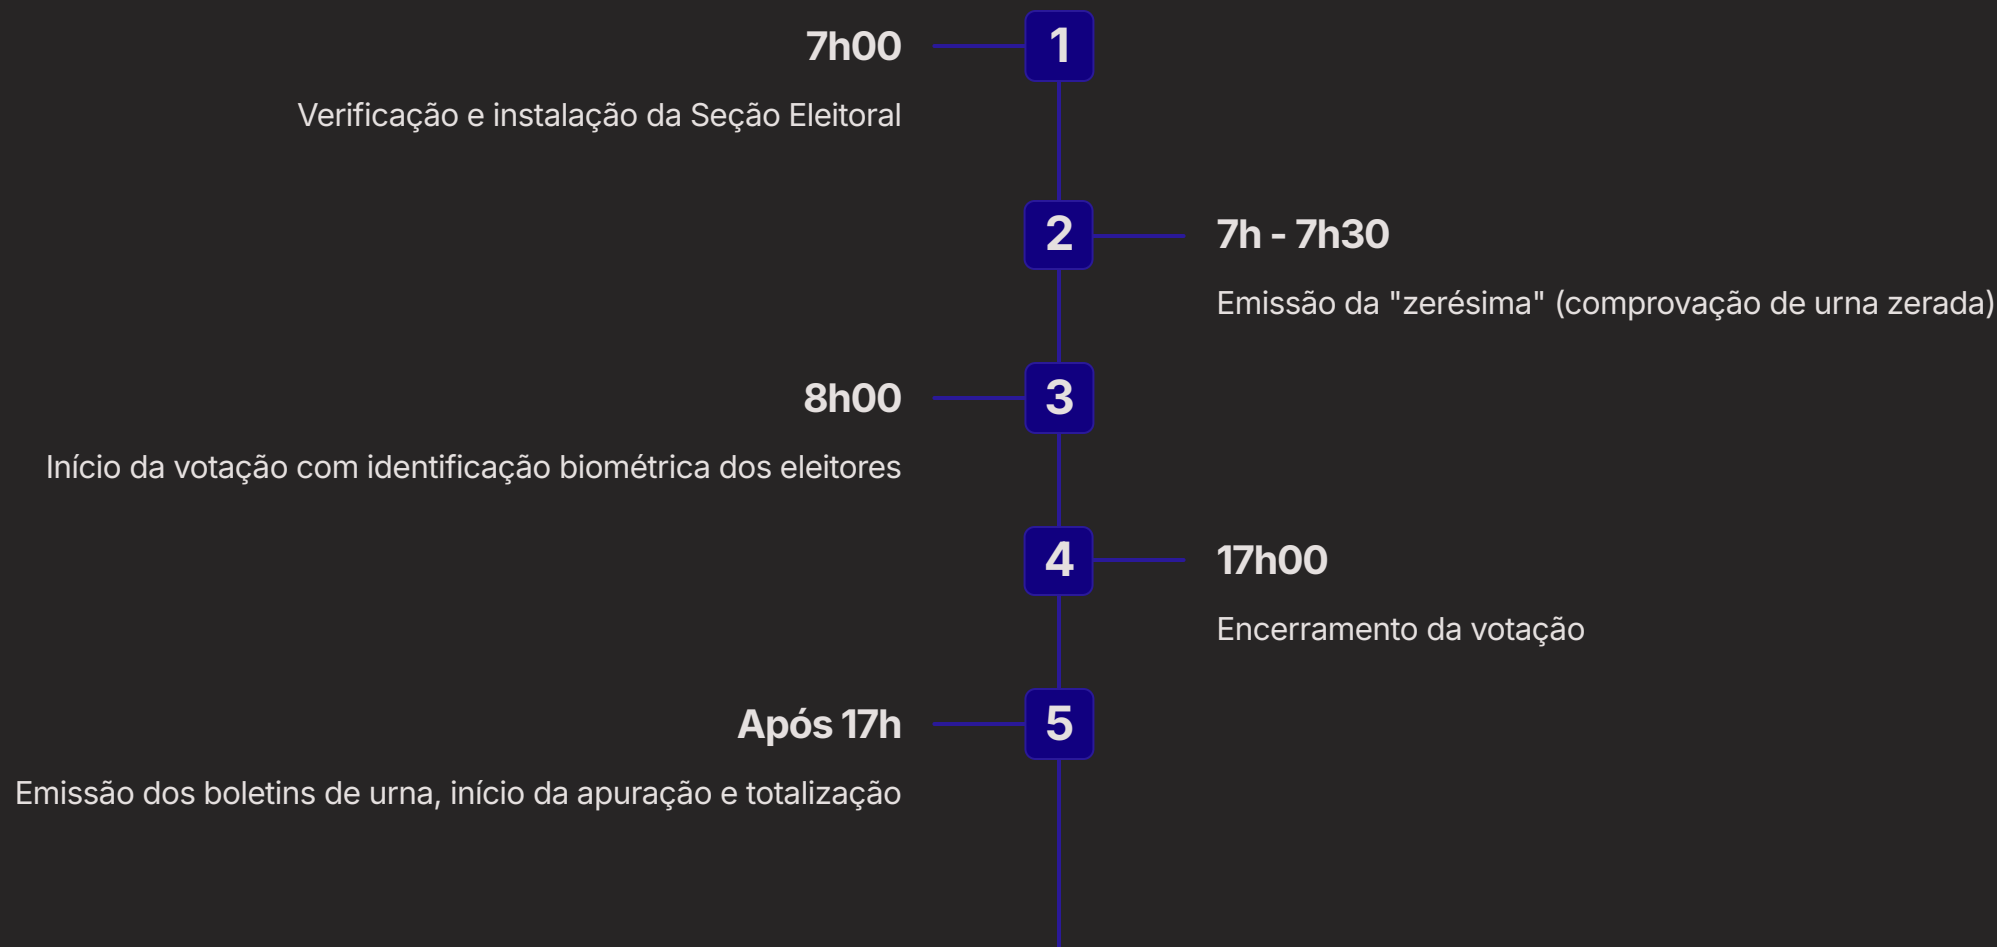 7h00
1
Verificação e instalação da Seção Eleitoral
2
7h - 7h30
Emissão da "zerésima" (comprovação de urna zerada)
8h00
3
Início da votação com identificação biométrica dos eleitores
4
17h00
Encerramento da votação
Após 17h
5
Emissão dos boletins de urna, início da apuração e totalização